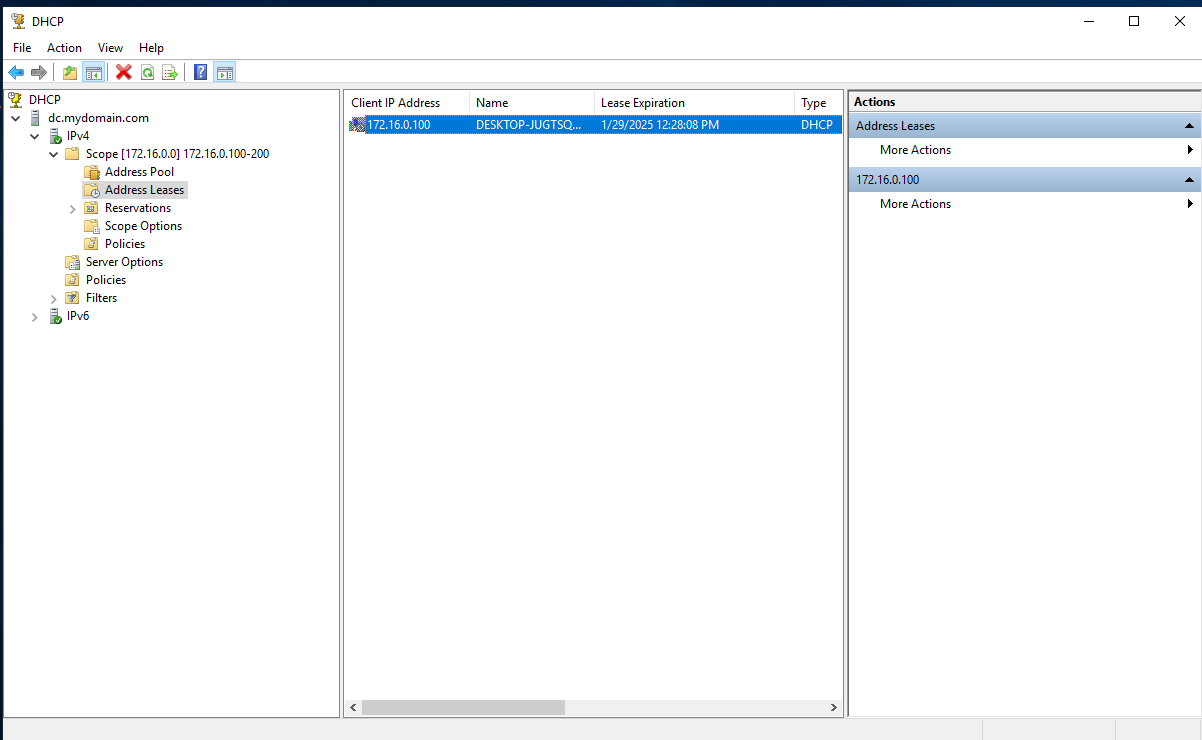 DHCP
File Action View Help
DHCP
dc.mydomain.com
IPv4
Scope [172.16.0.0] 172.16.0.100-200
Address Pool
Address Leases
Reservations
Scope Options
Policies
Server Options
Policies
Filters
IPv6
Client IP Address Name Lease Expiration Type
172.16.0.100 DESKTOP-JUGTSQ... 1/29/2025 12:28:08 PM DHCP
Actions
Address Leases
More Actions
172.16.0.100
More Actions